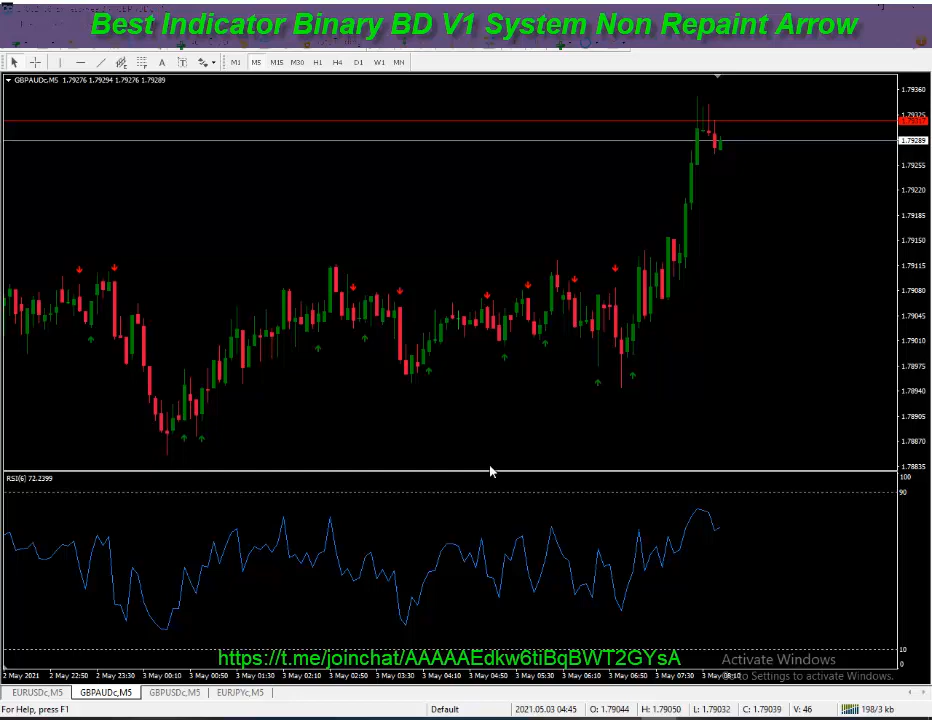 Best Indicator Binary BD V1 System Non Repaint Arrow
A T M1 M5 M15 M30 H1 H4 D1 W1 MN
GBPAUDc,M5 1.79276 1.79294 1.79276 1.79289
1.79360
1.79325
1.79289
1.79255
1.79220
1.79185
1.79150
1.79115
1.79080
1.79045
1.79010
1.78975
1.78940
1.78905
1.78870
1.78835
RSI(6) 72.2399
100
90
10
0
https://t.me/joinchat/AAAAAEdkw6tiBqBWT2GYsA
Activate Windows
to Settings to activate Windows.
2 May 2021 2 May 22:50 2 May 23:30 3 May 00:10 3 May 00:50 3 May 01:30 3 May 02:10 3 May 02:50 3 May 03:30 3 May 04:10 3 May 04:50 3 May 05:30 3 May 06:10 3 May 06:50 3 May 07:30 3 May 08:10
EURUSDc,M5 GBPAUDc,M5 GBPUSDc,M5 EURJPYc,M5
For Help, press F1 Default 2021.05.03 04:45 O: 1.79044 H: 1.79050 L: 1.79032 C: 1.79039 V: 46 198/3 kb